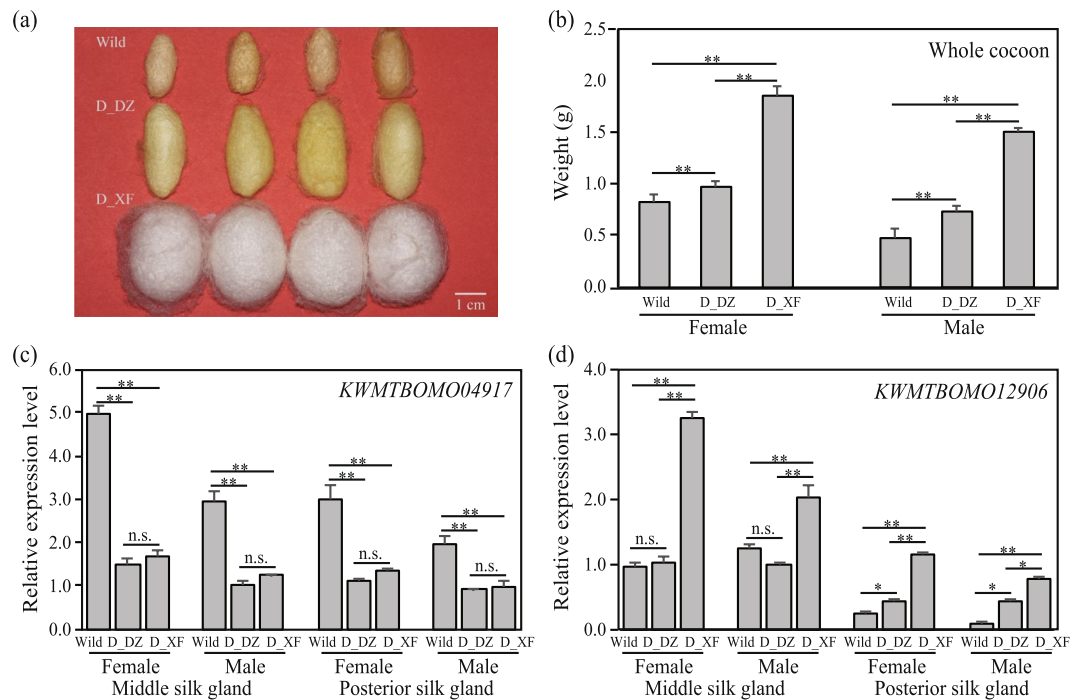 (a)
Wild
D_DZ
D_XF
1 cm
(b)
Whole cocoon
Weight (g)
2.5
2.0
1.5
1.0
0.5
0.0
**
**
**
**
**
**
Wild D_DZ D_XF Wild D_DZ D_XF
Female Male
(c)
KWMTBOMO04917
Relative expression level
6.0
5.0
4.0
3.0
2.0
1.0
0.0
**
**
n.s.
**
**
n.s.
**
**
n.s.
**
**
n.s.
Wild D_DZ D_XF Wild D_DZ D_XF Wild D_DZ D_XF Wild D_DZ D_XF
Female Male Female Male
Middle silk gland Posterior silk gland
(d)
KWMTBOMO12906
Relative expression level
4.0
3.0
2.0
1.0
0.0
**
**
n.s.
**
**
n.s.
**
**
*
**
*
*
Wild D_DZ D_XF Wild D_DZ D_XF Wild D_DZ D_XF Wild D_DZ D_XF
Female Male Female Male
Middle silk gland Posterior silk gland